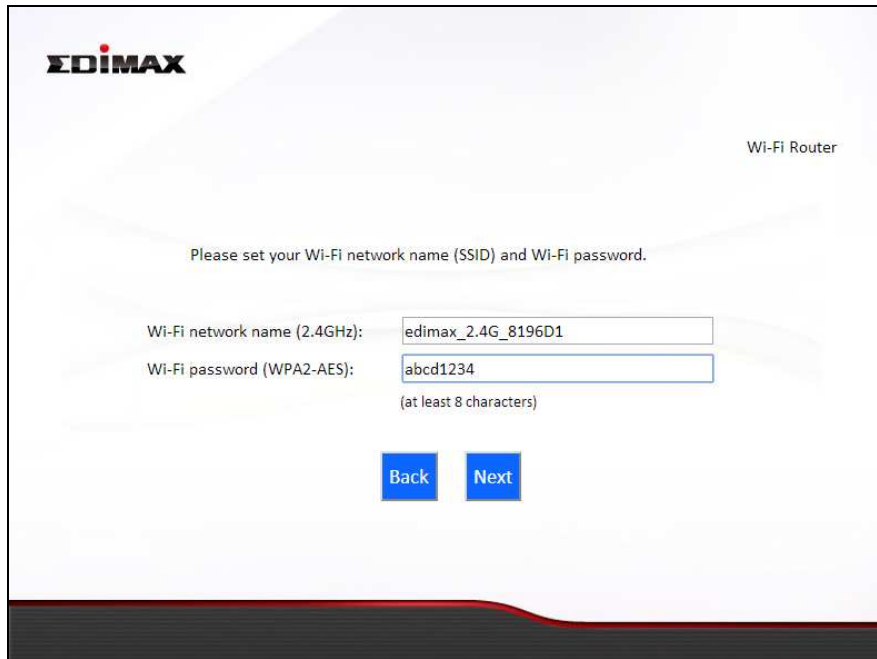 EDIMAX
Wi-Fi Router
Please set your Wi-Fi network name (SSID) and Wi-Fi password.
Wi-Fi network name (2.4GHz): edimax_2.4G_8196D1
Wi-Fi password (WPA2-AES): abcd1234
(at least 8 characters)
Back Next